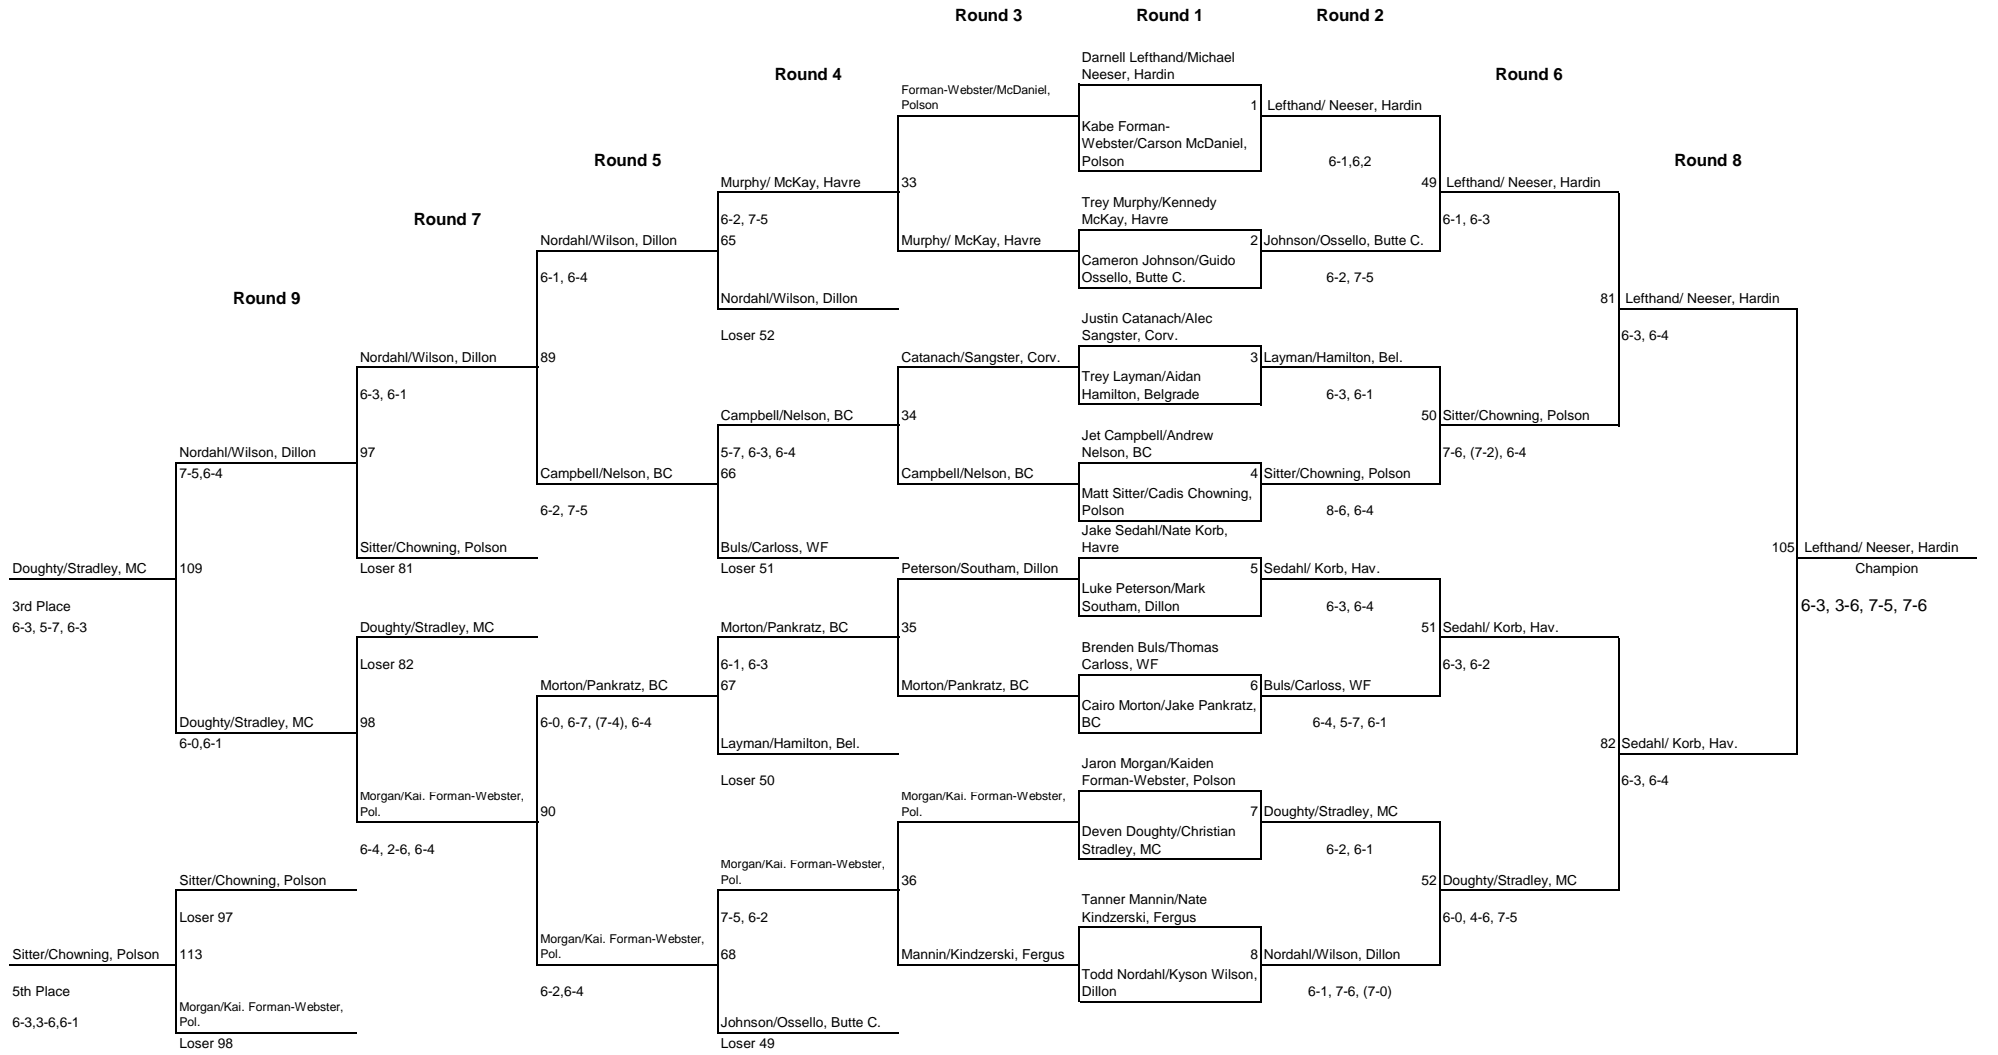 Round 3
Round 1
Round 2
Round 4
Round 6
Round 5
Round 8
Round 7
Round 9
Darnell Lefthand/Michael
Neeser, Hardin
1
Kabe Forman-
Webster/Carson McDaniel,
Polson
Trey Murphy/Kennedy
McKay, Havre
2
Cameron Johnson/Guido
Ossello, Butte C.
Justin Catanach/Alec
Sangster, Corv.
3
Trey Layman/Aidan
Hamilton, Belgrade
Jet Campbell/Andrew
Nelson, BC
4
Matt Sitter/Cadis Chowning,
Polson
Jake Sedahl/Nate Korb,
Havre
5
Luke Peterson/Mark
Southam, Dillon
Brenden Buls/Thomas
Carloss, WF
6
Cairo Morton/Jake Pankratz,
BC
Jaron Morgan/Kaiden
Forman-Webster, Polson
7
Deven Doughty/Christian
Stradley, MC
Tanner Mannin/Nate
Kindzerski, Fergus
8
Todd Nordahl/Kyson Wilson,
Dillon
Lefthand/ Neeser, Hardin
6-1,6,2
49
Johnson/Ossello, Butte C.
6-2, 7-5
Layman/Hamilton, Bel.
6-3, 6-1
50
Sitter/Chowning, Polson
8-6, 6-4
Sedahl/ Korb, Hav.
6-3, 6-4
51
Buls/Carloss, WF
6-4, 5-7, 6-1
Doughty/Stradley, MC
6-2, 6-1
52
Nordahl/Wilson, Dillon
6-1, 7-6, (7-0)
Lefthand/ Neeser, Hardin
6-1, 6-3
81
Sitter/Chowning, Polson
7-6, (7-2), 6-4
Sedahl/ Korb, Hav.
6-3, 6-2
82
Doughty/Stradley, MC
6-0, 4-6, 7-5
Lefthand/ Neeser, Hardin
6-3, 6-4
105
Sedahl/ Korb, Hav.
6-3, 6-4
Lefthand/ Neeser, Hardin
Champion
6-3, 3-6, 7-5, 7-6
Forman-Webster/McDaniel,
Polson
33
Murphy/ McKay, Havre
Catanach/Sangster, Corv.
34
Campbell/Nelson, BC
Peterson/Southam, Dillon
35
Morton/Pankratz, BC
Morgan/Kai. Forman-Webster,
Pol.
36
Mannin/Kindzerski, Fergus
Murphy/ McKay, Havre
6-2, 7-5
65
Nordahl/Wilson, Dillon
Loser 52
Campbell/Nelson, BC
5-7, 6-3, 6-4
66
Buls/Carloss, WF
Loser 51
Morton/Pankratz, BC
6-1, 6-3
67
Layman/Hamilton, Bel.
Loser 50
Morgan/Kai. Forman-Webster,
Pol.
7-5, 6-2
68
Johnson/Ossello, Butte C.
Loser 49
Nordahl/Wilson, Dillon
6-1, 6-4
89
Campbell/Nelson, BC
6-2, 7-5
Morton/Pankratz, BC
6-0, 6-7, (7-4), 6-4
90
Morgan/Kai. Forman-Webster,
Pol.
6-2,6-4
Nordahl/Wilson, Dillon
6-3, 6-1
97
Sitter/Chowning, Polson
Loser 81
Doughty/Stradley, MC
Loser 82
98
Morgan/Kai. Forman-Webster,
Pol.
6-4, 2-6, 6-4
Nordahl/Wilson, Dillon
7-5,6-4
109
Doughty/Stradley, MC
6-0,6-1
Sitter/Chowning, Polson
Loser 97
113
Morgan/Kai. Forman-Webster,
Pol.
Loser 98
Doughty/Stradley, MC
3rd Place
6-3, 5-7, 6-3
Sitter/Chowning, Polson
5th Place
6-3,3-6,6-1